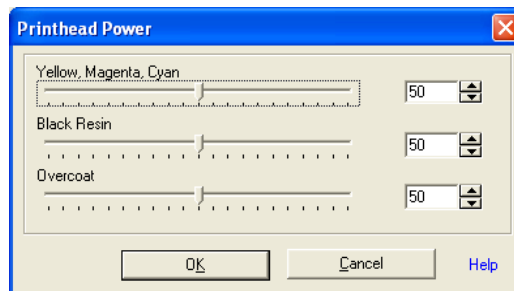 Printhead Power
Yellow, Magenta, Cyan
50
Black Resin
50
Overcoat
50
OK
Cancel
Help